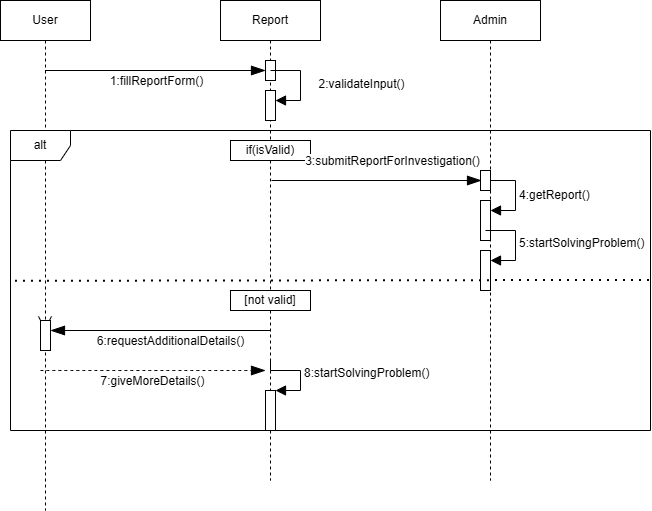 User
Report
Admin
1:fillReportForm()
2:validateInput()
alt
if(isValid)
3:submitReportForInvestigation()
4:getReport()
5:startSolvingProblem()
[not valid]
6:requestAdditionalDetails()
7:giveMoreDetails()
8:startSolvingProblem()